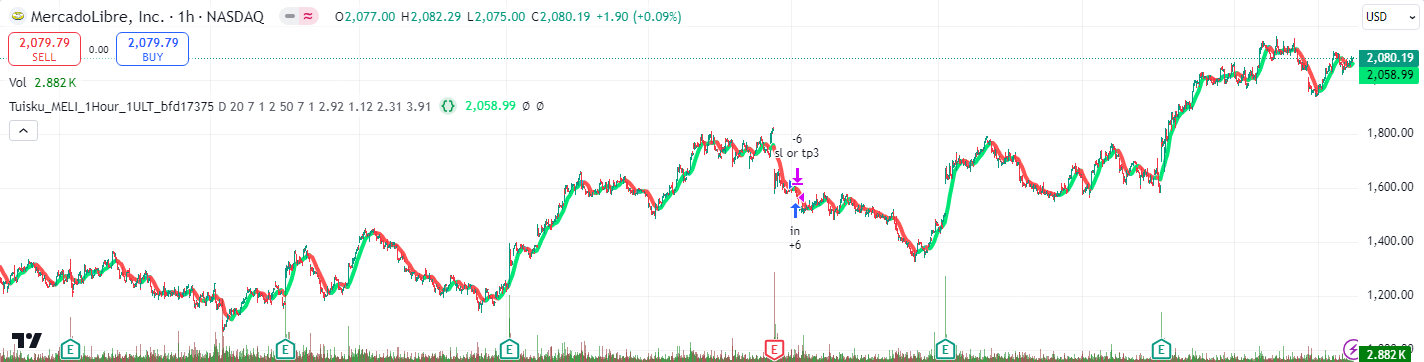 MercadoLibre, Inc. · 1h · NASDAQ O2,077.00 H2,082.29 L2,075.00 C2,080.19 +1.90 (+0.09%)
USD
2,079.79 SELL
0.00
2,079.79 BUY
Vol 2.882 K
Tuisku_MELI_1Hour_1ULT_bfd17375 D 20 7 1 2 50 7 1 2.92 1.12 2.31 3.91 {} 2,058.99 Ø Ø
2,080.19
2,058.99
1,800.00
1,600.00
1,400.00
1,200.00
2.882 K
-6
sl or tp3
in
+6
E E E E E E